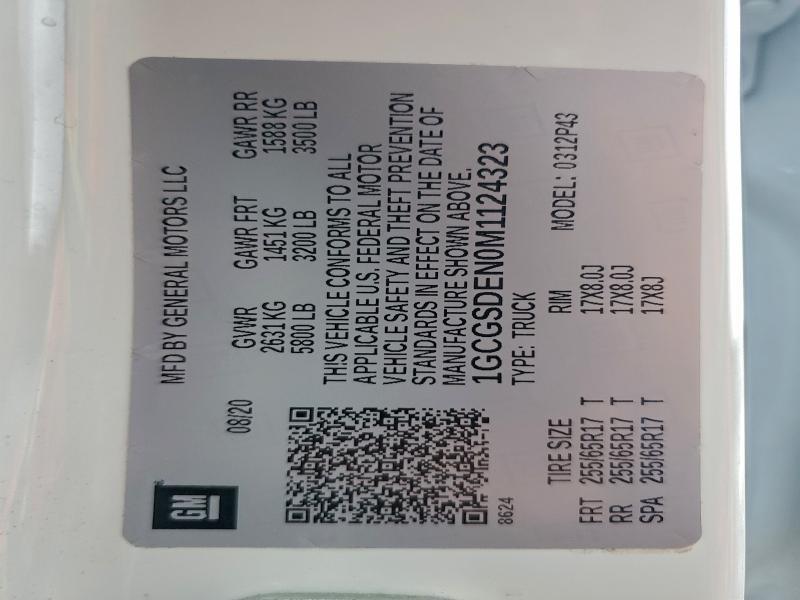 GM
MFD BY GENERAL MOTORS LLC
08/20
GVWR GAWR FRT GAWR RR
2631 KG 1451 KG 1588 KG
5800 LB 3200 LB 3500 LB
THIS VEHICLE CONFORMS TO ALL
APPLICABLE U.S. FEDERAL MOTOR
VEHICLE SAFETY AND THEFT PREVENTION
STANDARDS IN EFFECT ON THE DATE OF
MANUFACTURE SHOWN ABOVE.
1GCGSDEN0M1124323
8624
TYPE: TRUCK
TIRE SIZE RIM MODEL: 0312P43
FRT 255/65R17 T 17X8.0J
RR 255/65R17 T 17X8.0J
SPA 255/65R17 T 17X8J